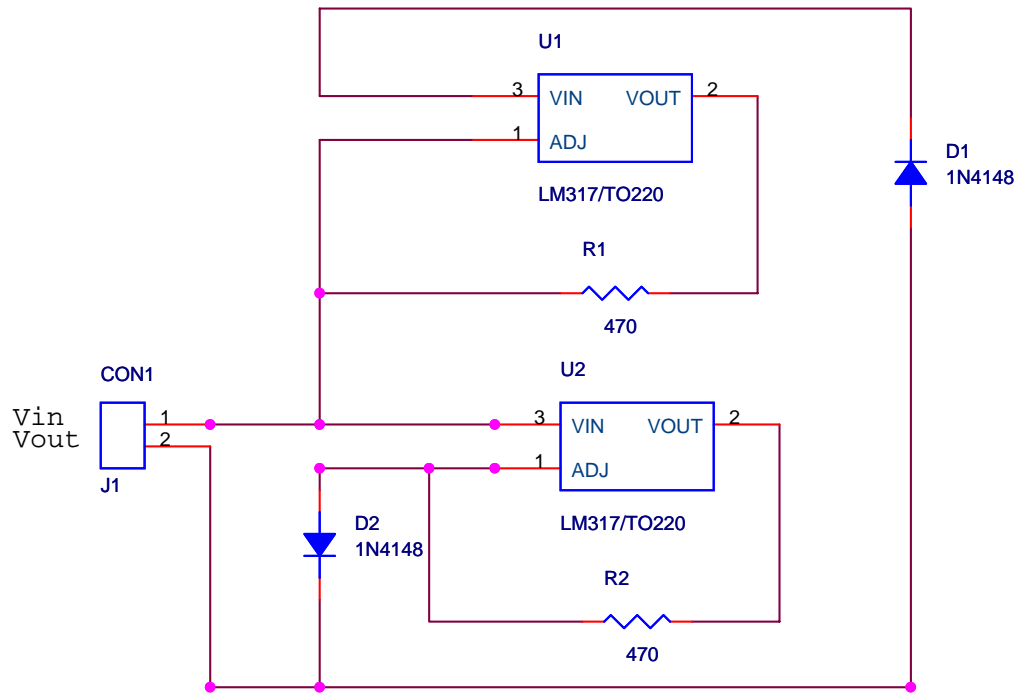 U1
3 VIN VOUT 2
1 ADJ
LM317/TO220
D1
1N4148
R1
470
U2
CON1
Vin 1
Vout 2
J1
3 VIN VOUT 2
1 ADJ
LM317/TO220
D2
1N4148
R2
470